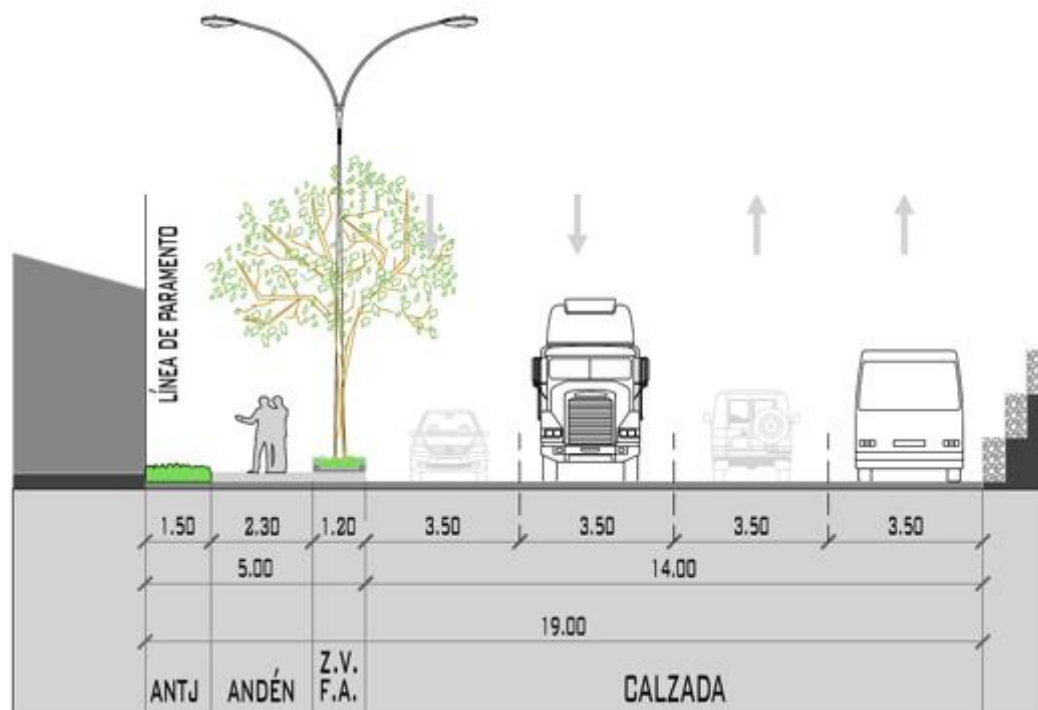 LÍNEA DE PARAMENTO
1.50 2.30 1.20 3.50 3.50 3.50 3.50
5.00 14.00
19.00
ANTJ ANDÉN Z.V. F.A. CALZADA